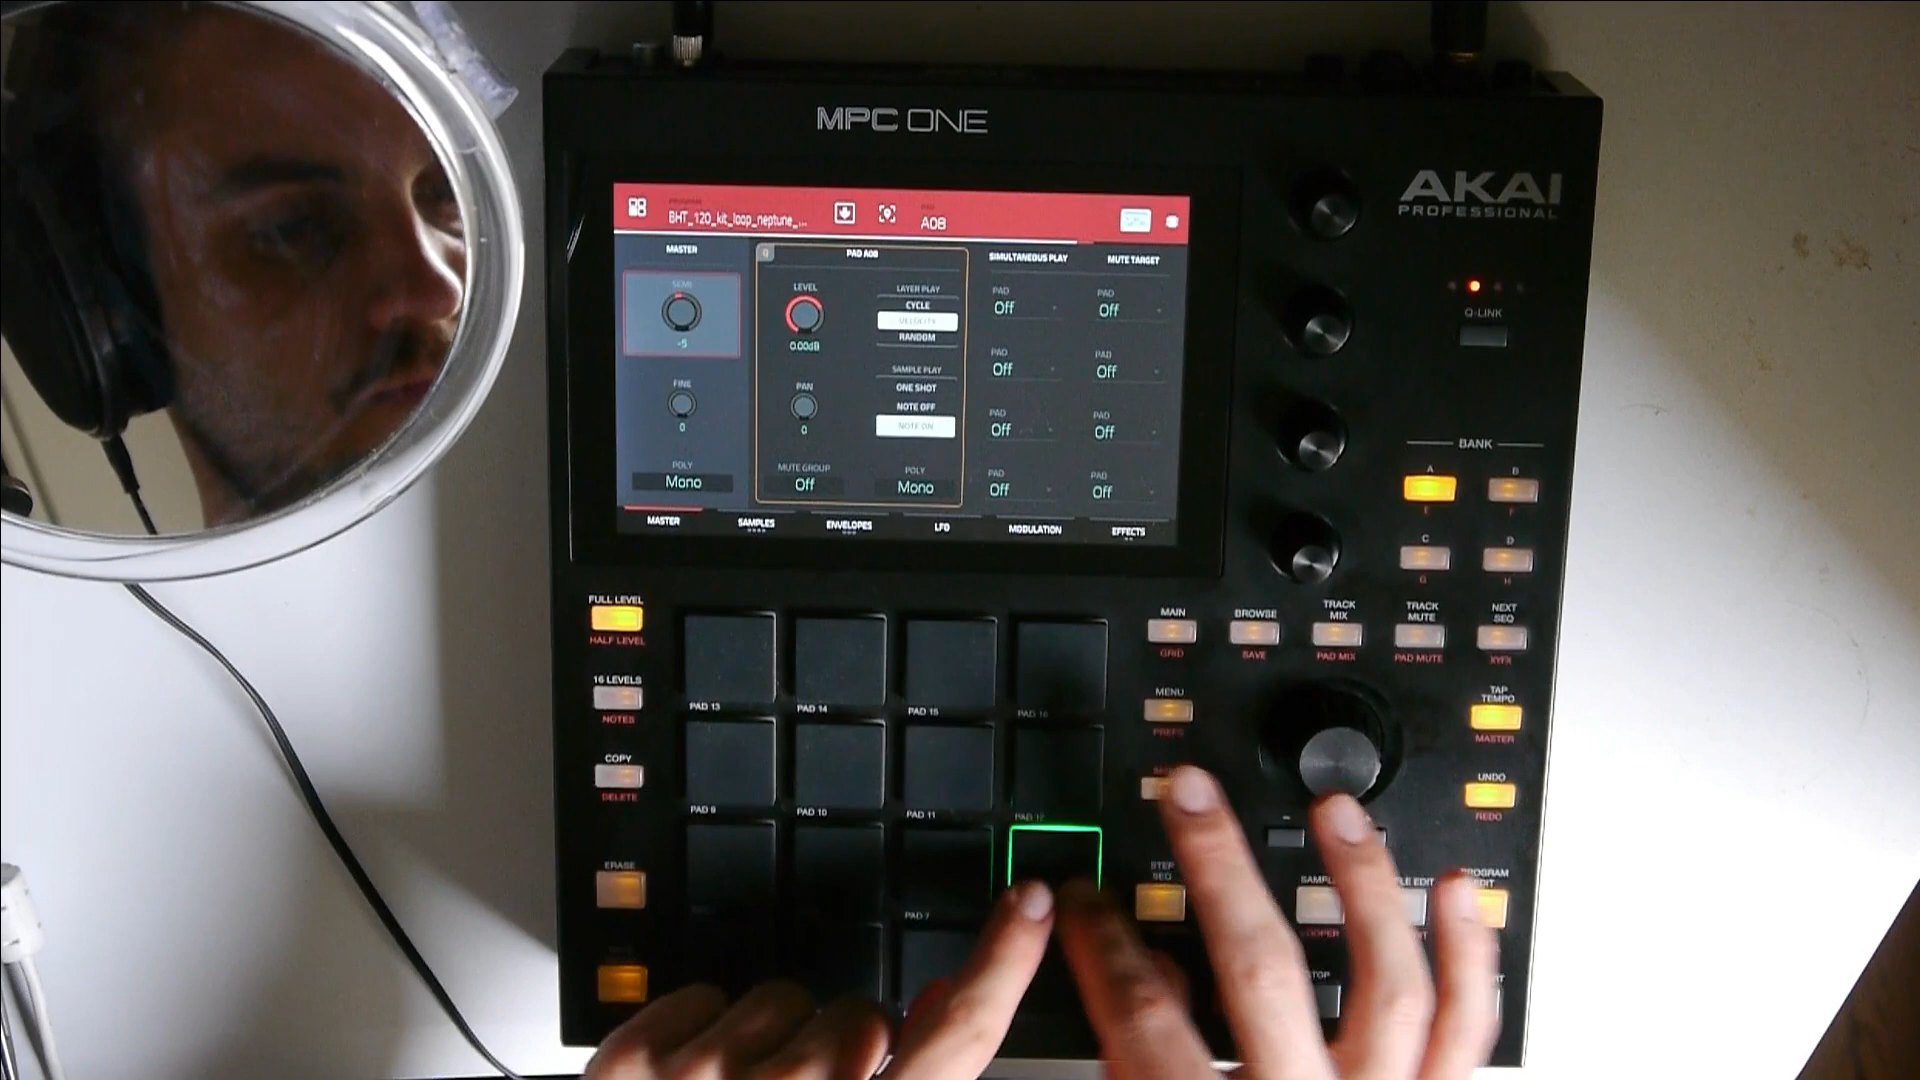 MPC ONE
AKAI
PROFESSIONAL
PROGRAM
BHT_120_kit_loop_neptune_...
PAD
A08
MASTER
PAD A08
SIMULTANEOUS PLAY
MUTE TARGET
SEMI
-5
FINE
0
POLY
Mono
LEVEL
0.00dB
PAN
0
MUTE GROUP
Off
LAYER PLAY
CYCLE
VELOCITY
RANDOM
SAMPLE PLAY
ONE SHOT
NOTE OFF
NOTE ON
POLY
Mono
PAD
Off
PAD
Off
PAD
Off
PAD
Off
PAD
Off
PAD
Off
PAD
Off
PAD
Off
MASTER
SAMPLES
ENVELOPES
LFO
MODULATION
EFFECTS
Q-LINK
BANK
A
B
E
F
C
D
G
H
FULL LEVEL
HALF LEVEL
16 LEVELS
NOTES
COPY
DELETE
ERASE
PAD 13
PAD 14
PAD 15
PAD 16
PAD 9
PAD 10
PAD 11
PAD 12
PAD 7
MAIN
GRID
BROWSE
SAVE
TRACK
MIX
PAD MIX
TRACK
MUTE
PAD MUTE
NEXT
SEQ
XYFX
MENU
PREFS
TAP
TEMPO
MASTER
UNDO
REDO
STEP
SEQ
PROGRAM
EDIT